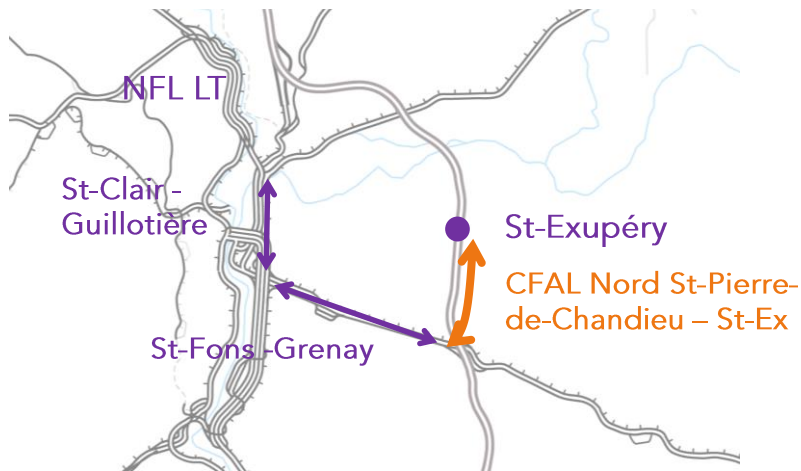 NFL LT
St-Clair -
Guillotière
St-Exupéry
CFAL Nord St-Pierre-
de-Chandieu – St-Ex
St-Fons -Grenay